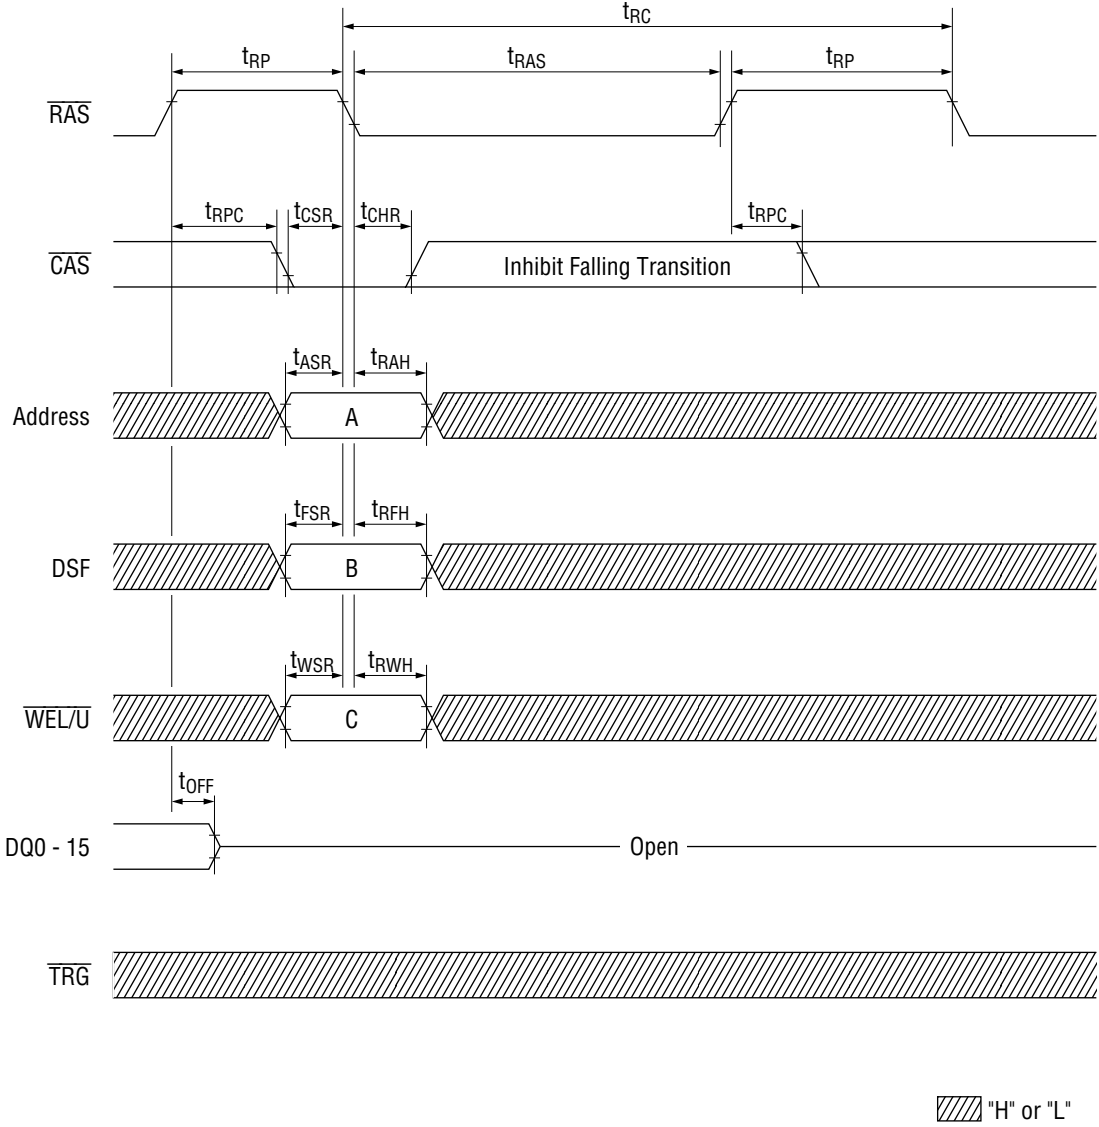 tRC
tRP tRAS tRP
RAS
tRPC tCSR tCHR tRPC
CAS Inhibit Falling Transition
tASR tRAH
Address A
tFSR tRFH
DSF B
tWSR tRWH
WEL/U C
tOFF
DQ0 - 15 Open
TRG
"H" or "L"